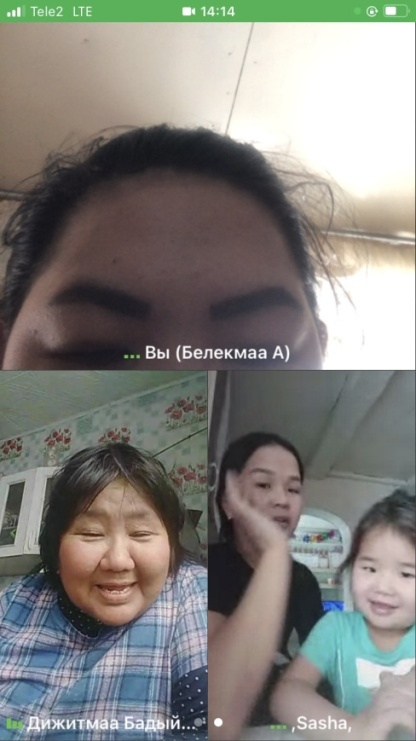 Tele2 LTE 14:14
Вы (Белекмаа А)
Дижитмаа Бадый...
,Sasha,